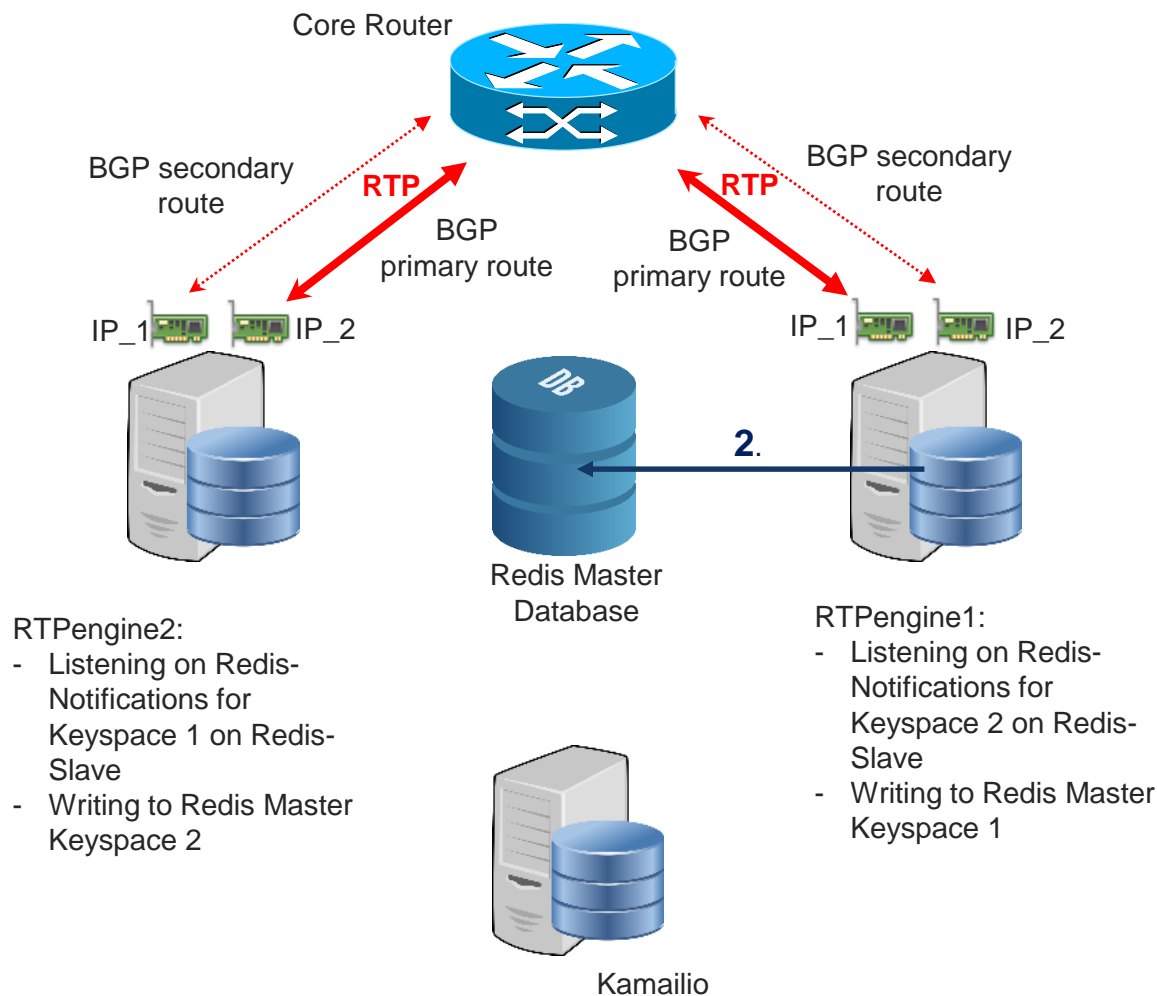 Core Router
BGP secondary
route
RTP
BGP
primary route
RTP
BGP
primary route
BGP secondary
route
IP_1
IP_2
IP_1
IP_2
DB
2.
Redis Master
Database
RTPengine2:
- Listening on Redis-
Notifications for
Keyspace 1 on Redis-
Slave
- Writing to Redis Master
Keyspace 2
RTPengine1:
- Listening on Redis-
Notifications for
Keyspace 2 on Redis-
Slave
- Writing to Redis Master
Keyspace 1
Kamailio